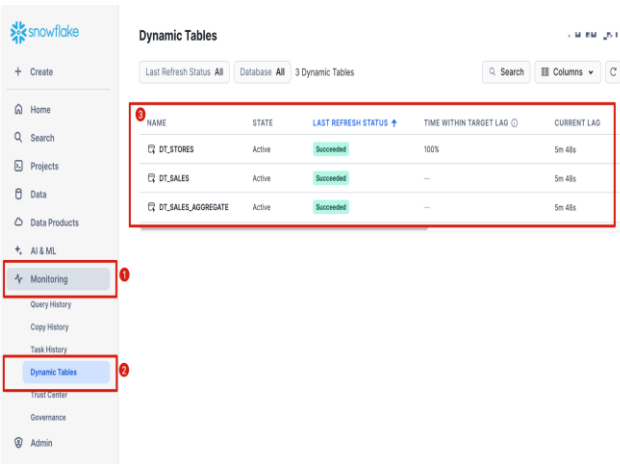 snowflake
+ Create
Home
Search
Projects
Data
Data Products
AI & ML
Monitoring 1
Query History
Copy History
Task History
Dynamic Tables 2
Trust Center
Governance
Admin
Dynamic Tables
Last Refresh Status All Database All 3 Dynamic Tables Search Columns
3
NAME STATE LAST REFRESH STATUS ↑ TIME WITHIN TARGET LAG CURRENT LAG
DT_STORES Active Succeeded 100% 5m 48s
DT_SALES Active Succeeded — 5m 48s
DT_SALES_AGGREGATE Active Succeeded — 5m 48s